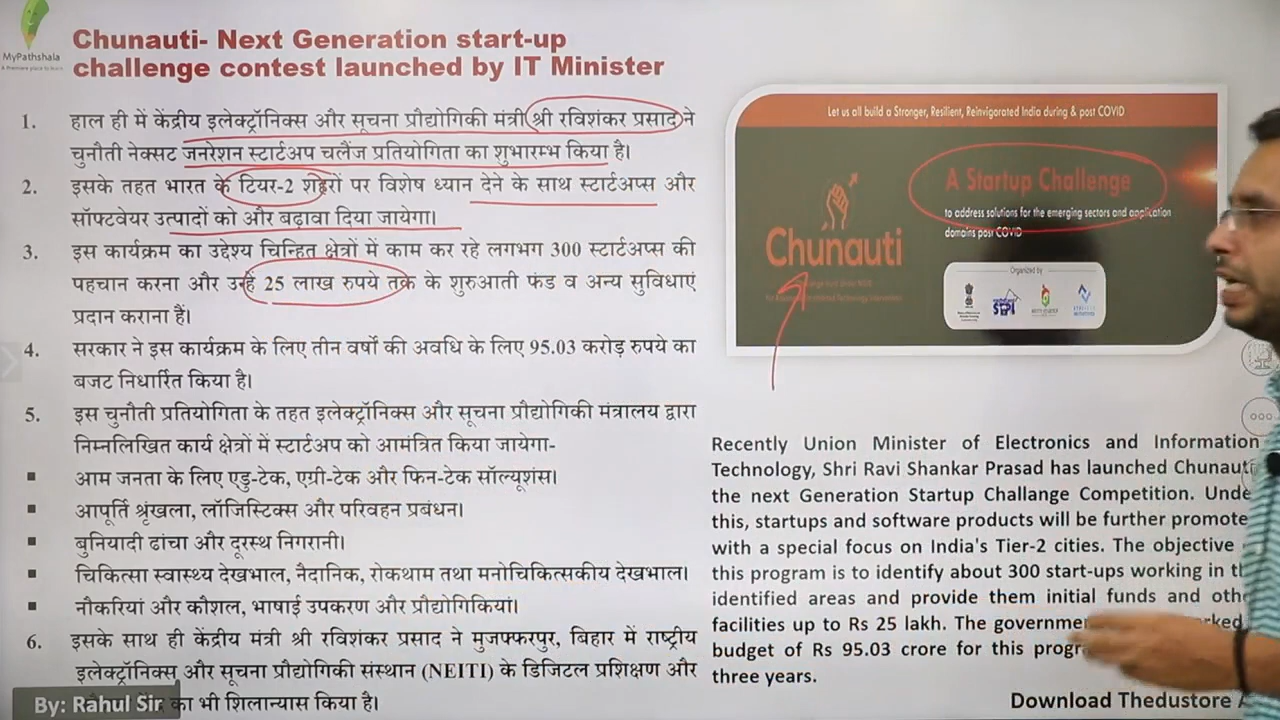 MyPathshala
Chunauti- Next Generation start-up
challenge contest launched by IT Minister
1. हाल ही में केंद्रीय इलेक्ट्रॉनिक्स और सूचना प्रौद्योगिकी मंत्री श्री रविशंकर प्रसाद ने
चुनौती नेक्सट जनरेशन स्टार्टअप चलैंज प्रतियोगिता का शुभारम्भ किया है।
2. इसके तहत भारत के टियर-2 शहरों पर विशेष ध्यान देने के साथ स्टार्टअप्स और
सॉफ्टवेयर उत्पादों को और बढ़ावा दिया जायेगा।
3. इस कार्यक्रम का उद्देश्य चिन्हित क्षेत्रों में काम कर रहे लगभग 300 स्टार्टअप्स की
पहचान करना और उन्हे 25 लाख रुपये तक के शुरुआती फंड व अन्य सुविधाएं
प्रदान कराना हैं।
4. सरकार ने इस कार्यक्रम के लिए तीन वर्षों की अवधि के लिए 95.03 करोड़ रुपये का
बजट निधार्रित किया है।
5. इस चुनौती प्रतियोगिता के तहत इलेक्ट्रॉनिक्स और सूचना प्रौद्योगिकी मंत्रालय द्वारा
निम्नलिखित कार्य क्षेत्रों में स्टार्टअप को आमंत्रित किया जायेगा-
▪ आम जनता के लिए एडु-टेक, एग्री-टेक और फिन-टेक सॉल्यूशंस।
▪ आपूर्ति श्रृंखला, लॉजिस्टिक्स और परिवहन प्रबंधन।
▪ बुनियादी ढांचा और दूरस्थ निगरानी।
▪ चिकित्सा स्वास्थ्य देखभाल, नैदानिक, रोकथाम तथा मनोचिकित्सकीय देखभाल।
▪ नौकरियां और कौशल, भाषाई उपकरण और प्रौद्योगिकियां।
6. इसके साथ ही केंद्रीय मंत्री श्री रविशंकर प्रसाद ने मुजफ्फरपुर, बिहार में राष्ट्रीय
इलेक्ट्रॉनिक्स और सूचना प्रौद्योगिकी संस्थान (NEITI) के डिजिटल प्रशिक्षण और
का भी शिलान्यास किया है।
By: Rahul Sir
Let us all build a Stronger, Resilient, Reinvigorated India during & post COVID
A Startup Challenge
to address solutions for the emerging sectors and application
domains post COVID
Chunauti
Organized by
STPI
Recently Union Minister of Electronics and Information
Technology, Shri Ravi Shankar Prasad has launched Chunauti
the next Generation Startup Challange Competition. Unde
this, startups and software products will be further promote
with a special focus on India's Tier-2 cities. The objective
this program is to identify about 300 start-ups working in th
identified areas and provide them initial funds and oth
facilities up to Rs 25 lakh. The governme rked
budget of Rs 95.03 crore for this progr
three years.
Download Thedustore A